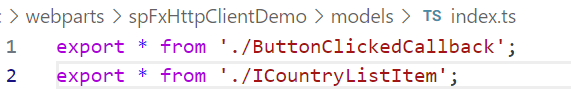 webparts > spFxHttpClientDemo > models > TS index.ts
1 export * from './ButtonClickedCallback';
2 export * from './ICountryListItem';